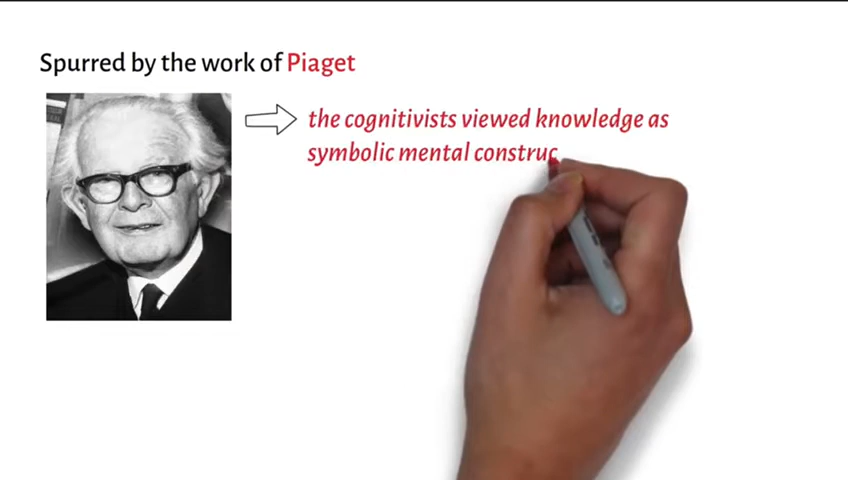 Spurred by the work of Piaget
the cognitivists viewed knowledge as
symbolic mental construc